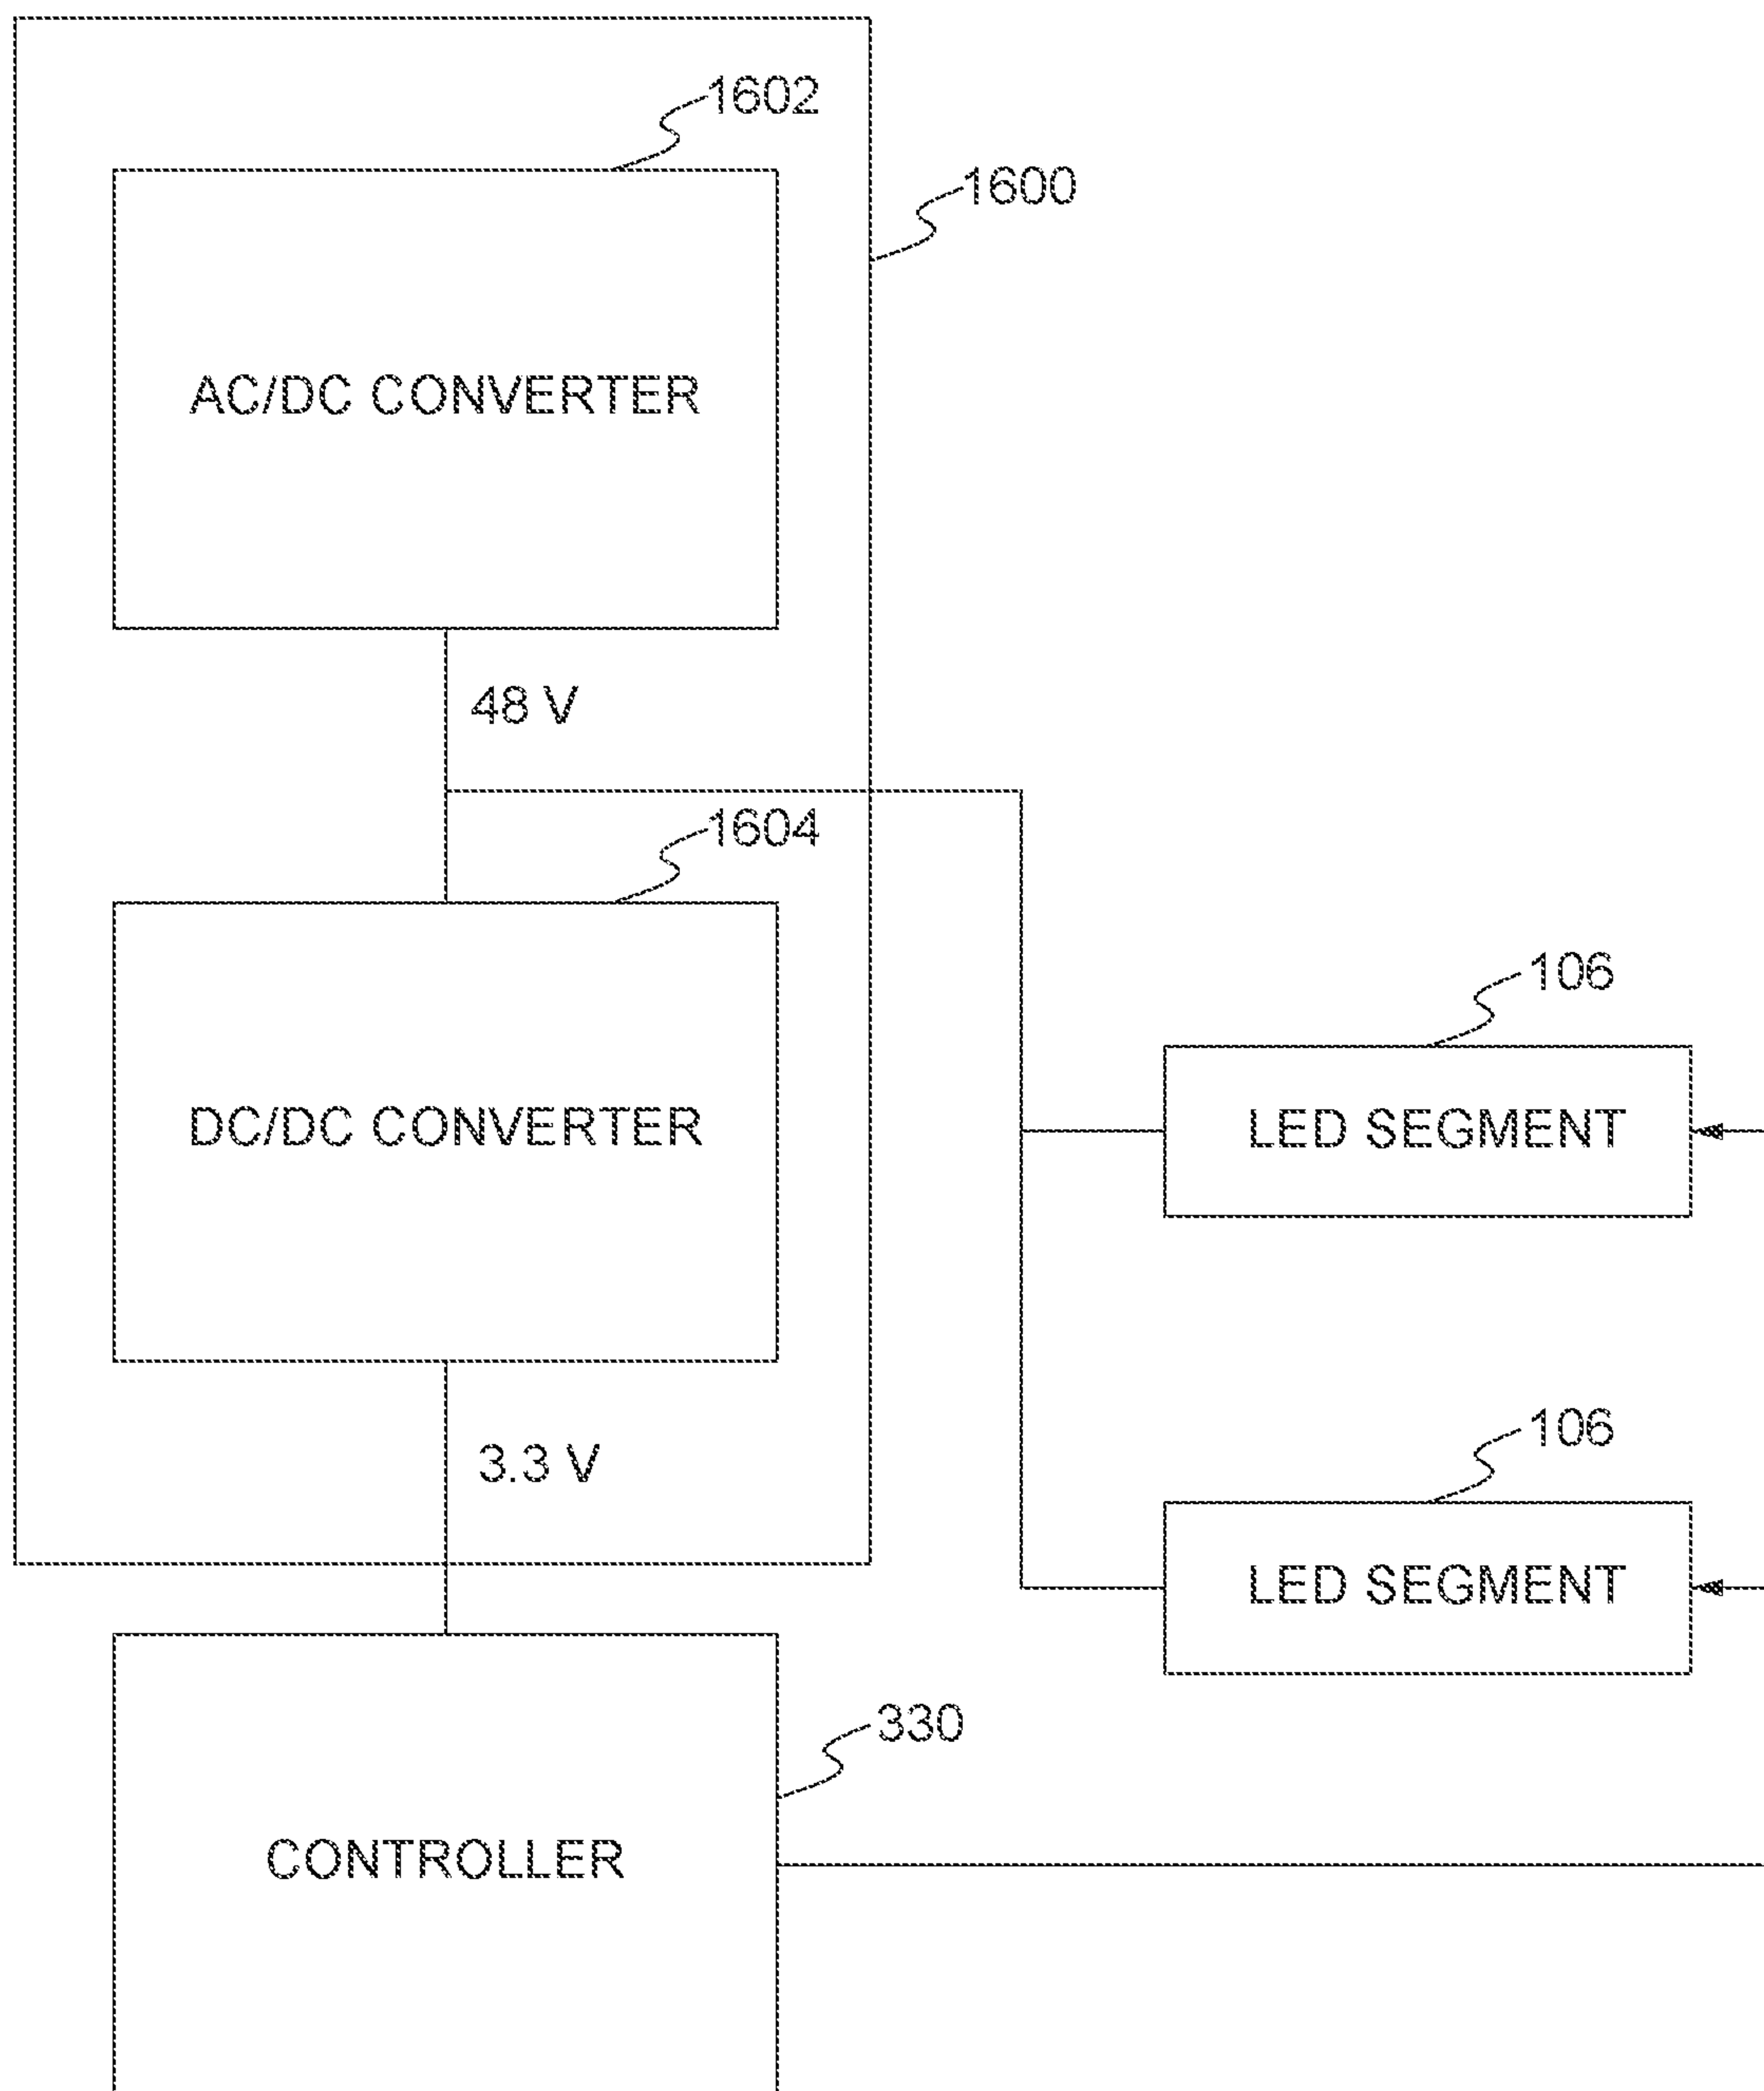 1602
1600
AC/DC CONVERTER
48 V
1604
106
DC/DC CONVERTER
LED SEGMENT
106
3.3 V
LED SEGMENT
330
CONTROLLER